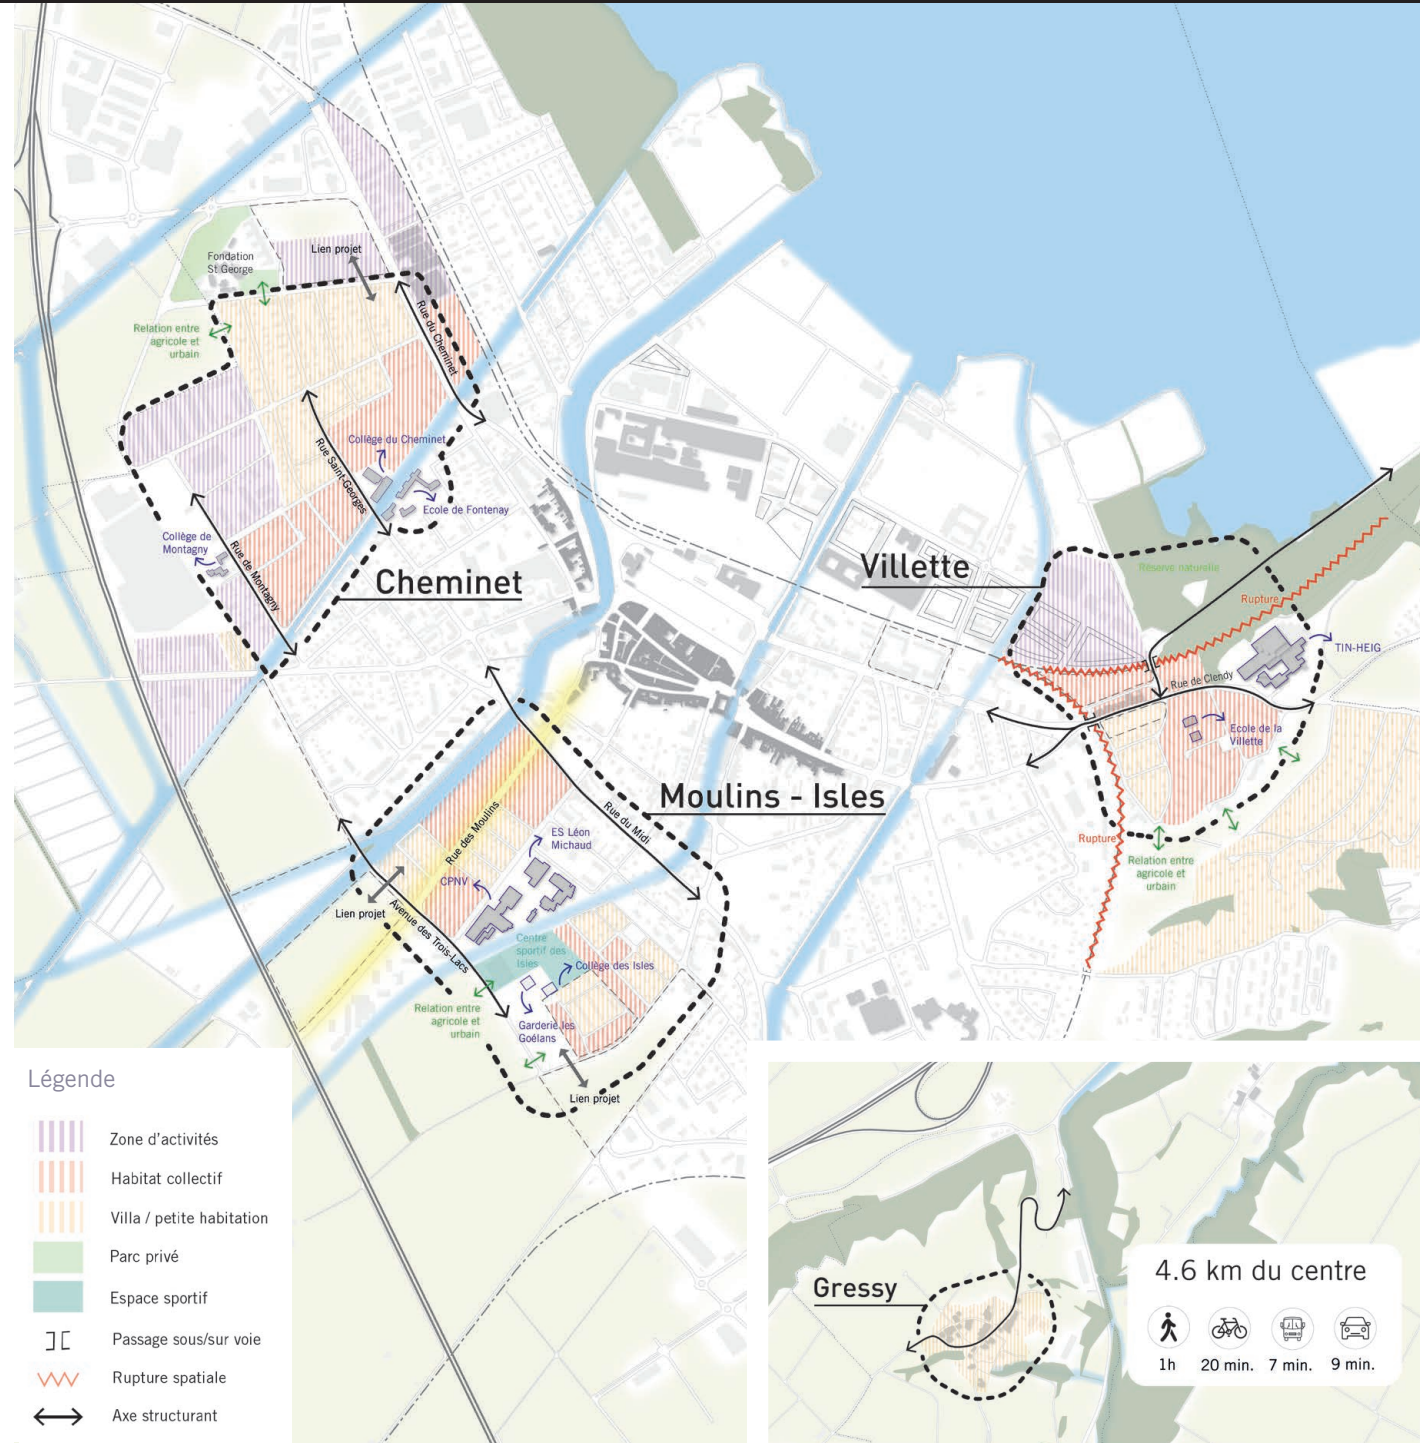 Fondation
St George
Lien projet
Relation entre
agricole et
urbain
Rue du Cheminet
Rue Saint-Georges
Collège du Cheminet
Ecole de Fontenay
Collège de
Montagny
Rue de Montagny
Cheminet
Villette
Réserve naturelle
Rupture
TIN-HEIG
Rue de Clendy
Ecole de la
Villette
Rupture
Relation entre
agricole et
urbain
Moulins - Isles
Rue du Midi
Rue des Moulins
ES Léon
Michaud
CPNV
Lien projet
Avenue des Trois-Lacs
Centre
sportif des
Isles
Collège des Isles
Relation entre
agricole et
urbain
Garderie les
Goélans
Lien projet
Légende
Zone d'activités
Habitat collectif
Villa / petite habitation
Parc privé
Espace sportif
Passage sous/sur voie
Rupture spatiale
Axe structurant
Gressy
4.6 km du centre
1h
20 min.
7 min.
9 min.